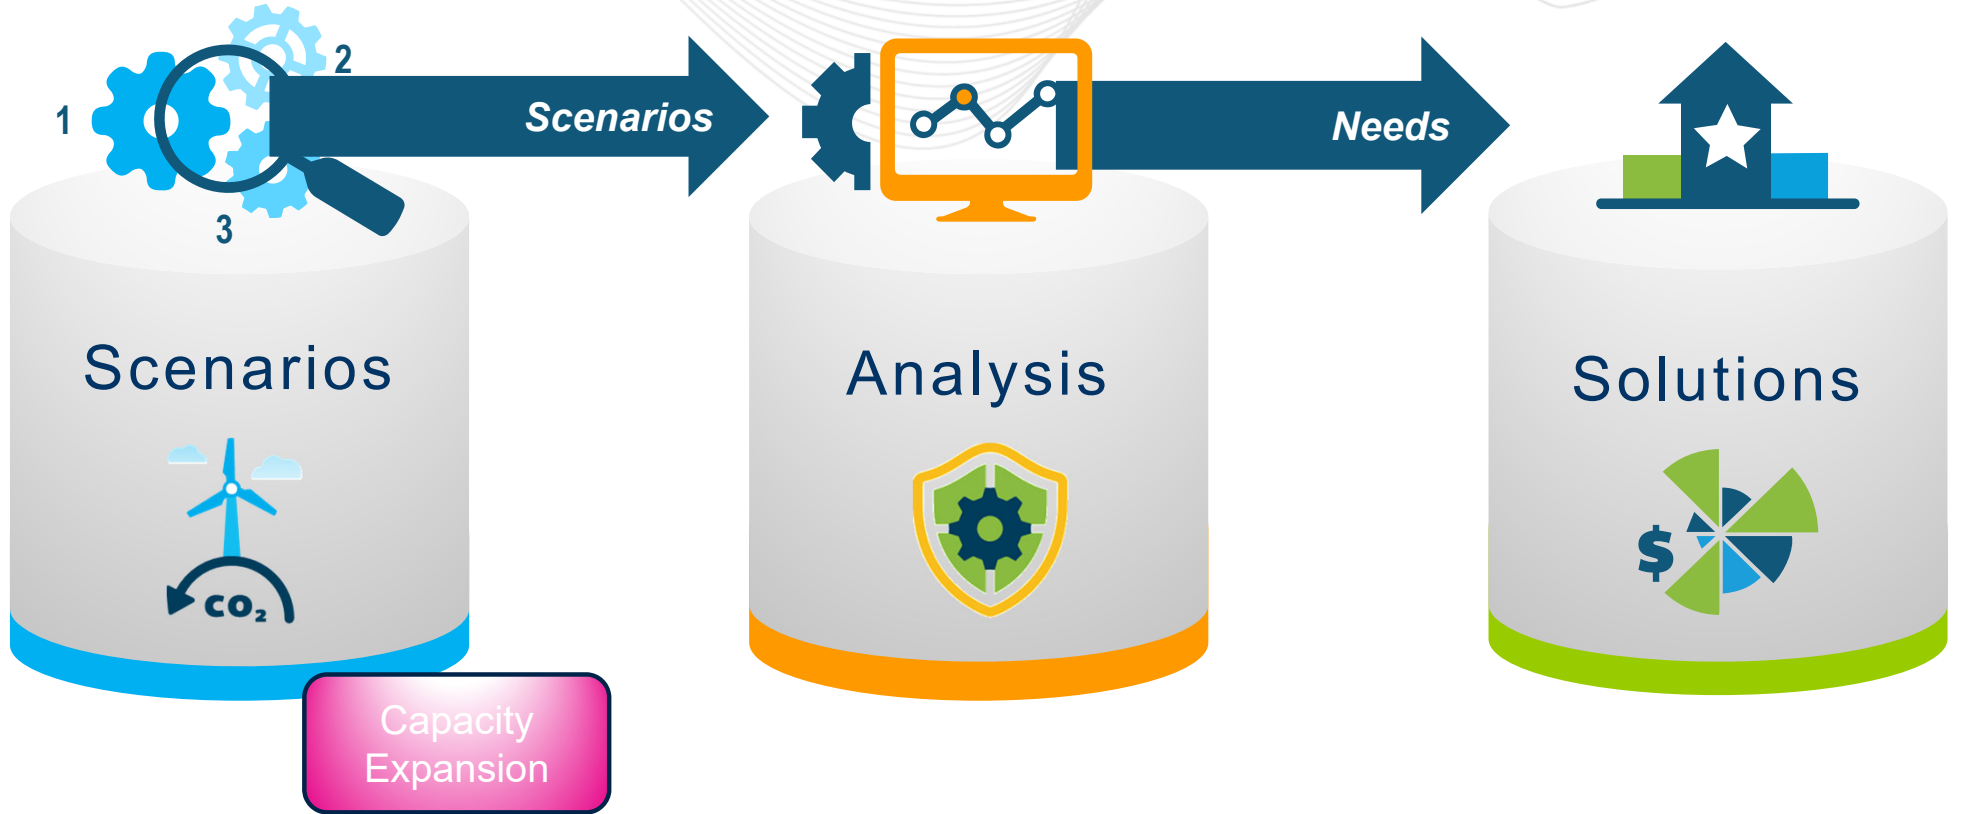 1
2
3
Scenarios
Needs
Scenarios
Analysis
Solutions
CO₂
$
Capacity
Expansion